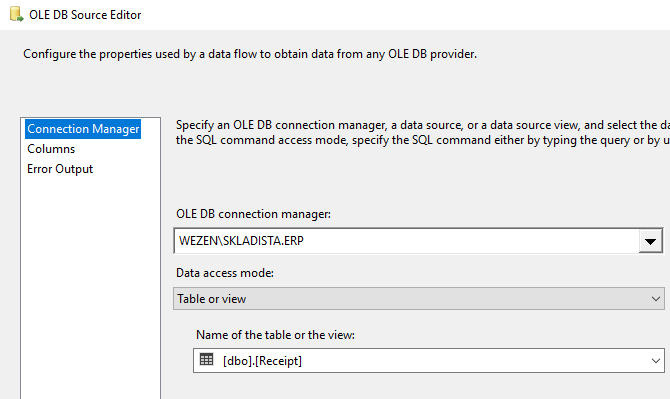 OLE DB Source Editor
Configure the properties used by a data flow to obtain data from any OLE DB provider.
Connection Manager
Columns
Error Output
Specify an OLE DB connection manager, a data source, or a data source view, and select the da
the SQL command access mode, specify the SQL command either by typing the query or by u
OLE DB connection manager:
WEZEN\SKLADISTA.ERP
Data access mode:
Table or view
Name of the table or the view:
[dbo].[Receipt]